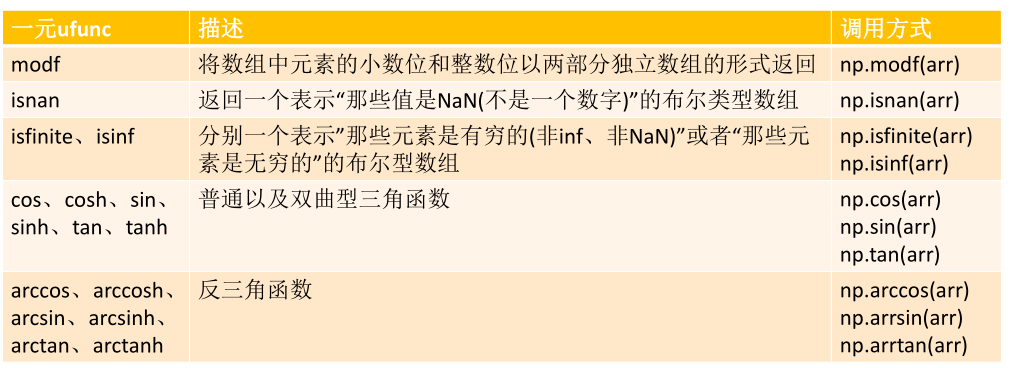 一元ufunc 描述 调用方式
modf 将数组中元素的小数位和整数位以两部分独立数组的形式返回 np.modf(arr)
isnan 返回一个表示“那些值是NaN(不是一个数字)”的布尔类型数组 np.isnan(arr)
isfinite、isinf 分别一个表示”那些元素是有穷的(非inf、非NaN)”或者“那些元 np.isfinite(arr)
素是无穷的”的布尔型数组 np.isinf(arr)
cos、cosh、sin、 普通以及双曲型三角函数 np.cos(arr)
sinh、tan、tanh np.sin(arr)
np.tan(arr)
arccos、arccosh、 反三角函数 np.arccos(arr)
arcsin、arcsinh、 np.arrsin(arr)
arctan、arctanh np.arrtan(arr)